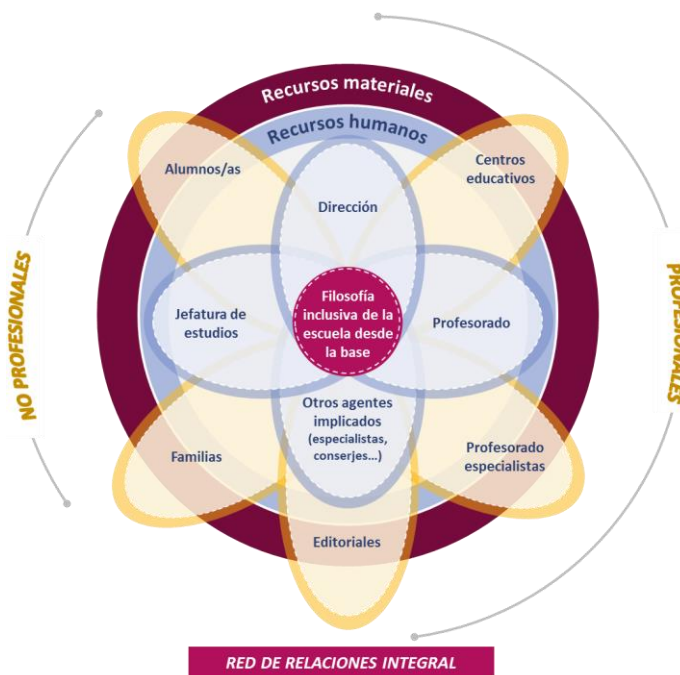 Recursos materiales
Recursos humanos
Alumnos/as
Centros
educativos
Dirección
NO PROFESIONALES
PROFESIONALES
Jefatura de
estudios
Filosofía
inclusiva de la
escuela desde
la base
Profesorado
Otros agentes
implicados
(especialistas,
conserjes...)
Familias
Profesorado
especialistas
Editoriales
RED DE RELACIONES INTEGRAL